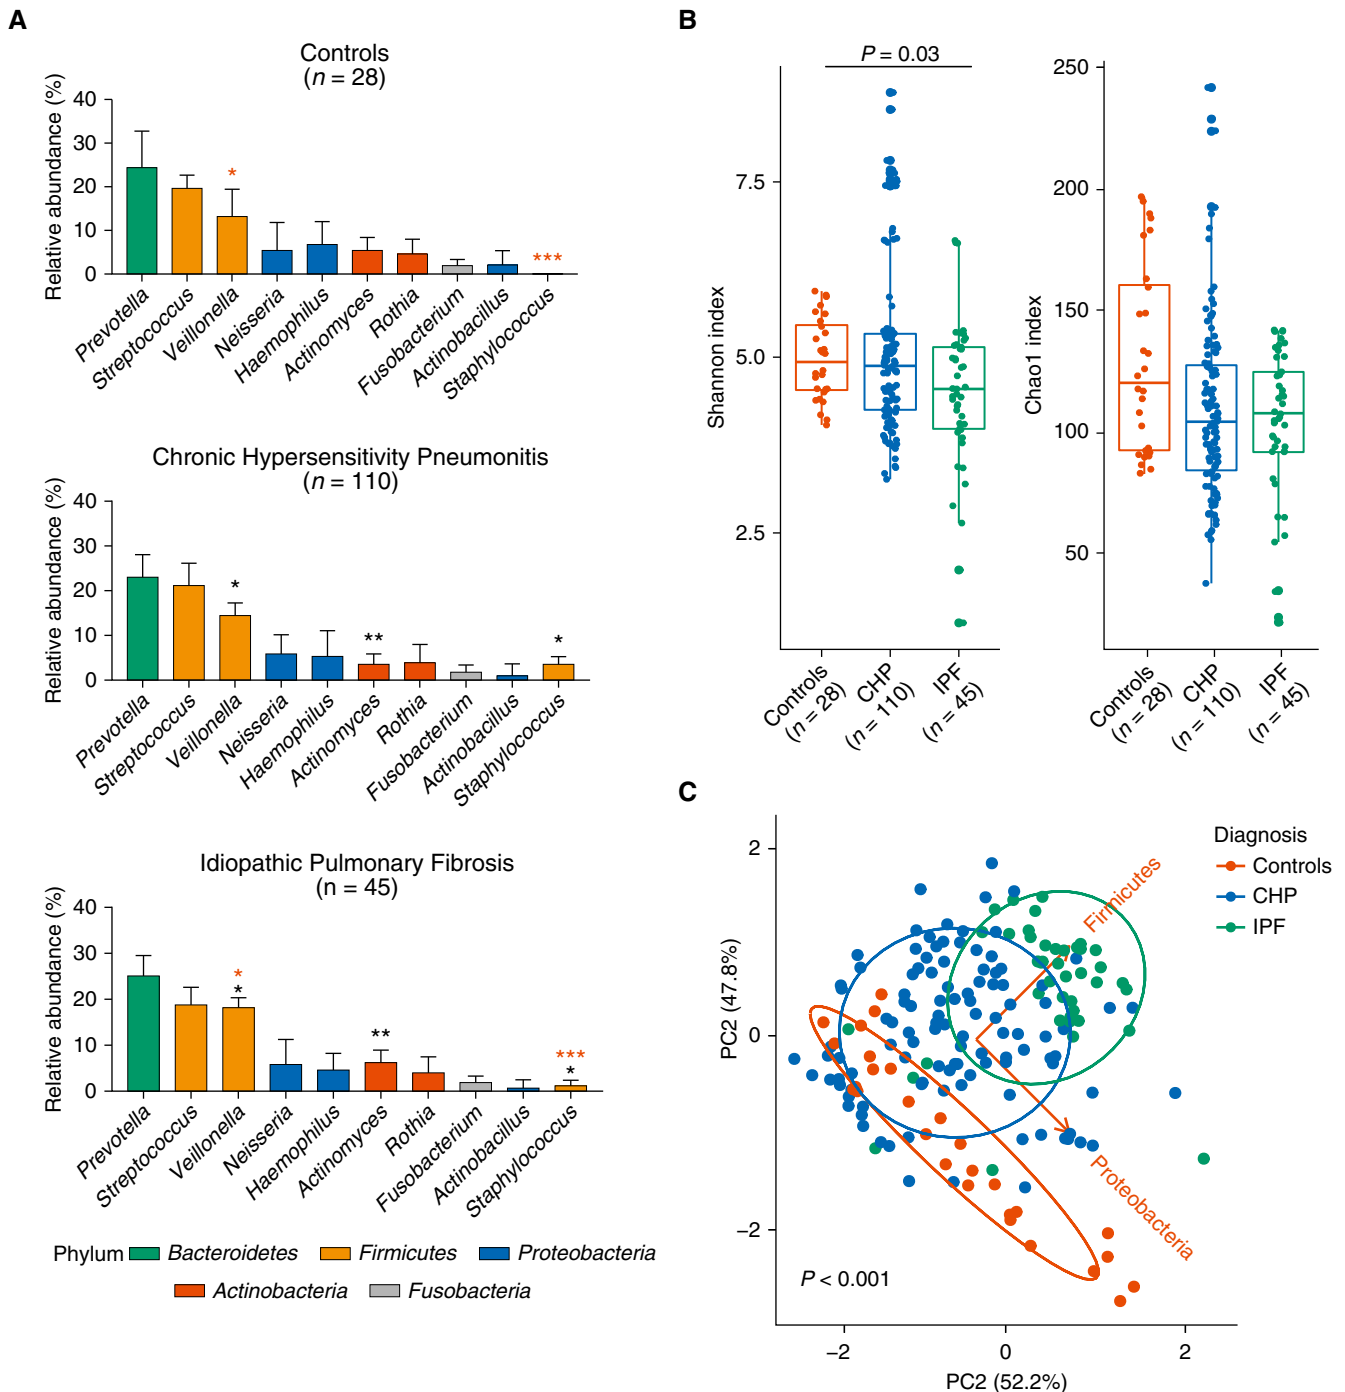 A
Controls
(n = 28)
Relative abundance (%)
40
30
20
10
0
*
***
Prevotella
Streptococcus
Veillonella
Neisseria
Haemophilus
Actinomyces
Rothia
Fusobacterium
Actinobacillus
Staphylococcus
Chronic Hypersensitivity Pneumonitis
(n = 110)
Relative abundance (%)
40
30
20
10
0
*
**
*
Prevotella
Streptococcus
Veillonella
Neisseria
Haemophilus
Actinomyces
Rothia
Fusobacterium
Actinobacillus
Staphylococcus
Idiopathic Pulmonary Fibrosis
(n = 45)
Relative abundance (%)
40
30
20
10
0
*
*
**
***
*
Prevotella
Streptococcus
Veillonella
Neisseria
Haemophilus
Actinomyces
Rothia
Fusobacterium
Actinobacillus
Staphylococcus
Phylum Bacteroidetes Firmicutes Proteobacteria
Actinobacteria Fusobacteria
B
P = 0.03
Shannon index
7.5
5.0
2.5
Controls
(n = 28)
CHP
(n = 110)
IPF
(n = 45)
Chao1 index
250
200
150
100
50
Controls
(n = 28)
CHP
(n = 110)
IPF
(n = 45)
C
PC2 (47.8%)
2
0
−2
Firmicutes
Proteobacteria
P < 0.001
−2 0 2
PC2 (52.2%)
Diagnosis
Controls
CHP
IPF